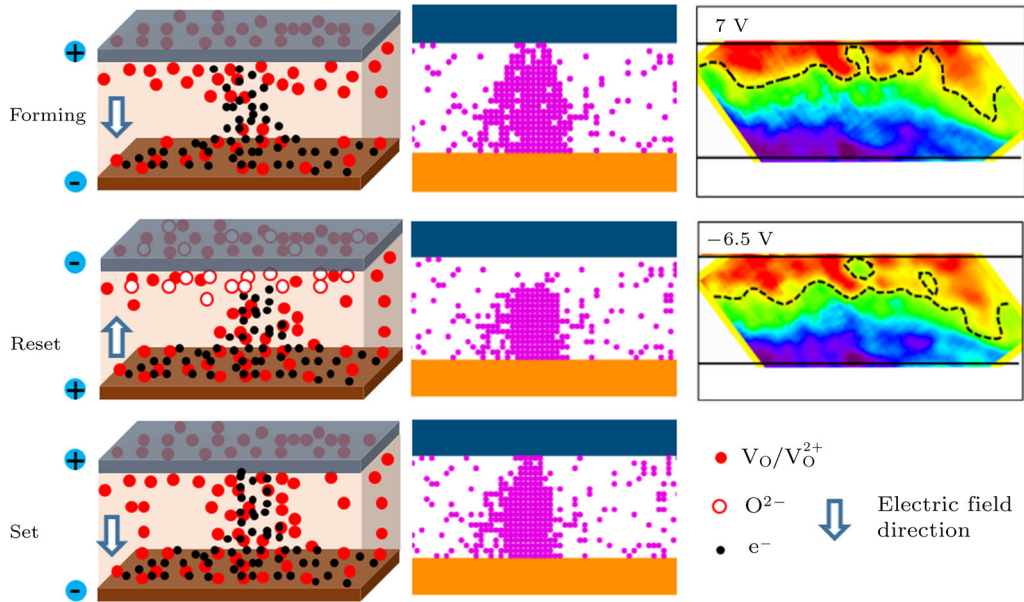 7 V
+
Forming
-
−6.5 V
-
Reset
+
+
V_O/V_O^{2+}
O^{2−}
Electric field
direction
Set
e^−
-